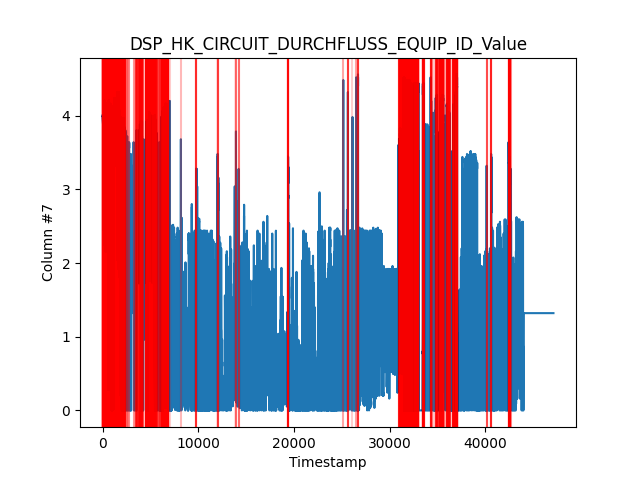 DSP_HK_CIRCUIT_DURCHFLUSS_EQUIP_ID_Value
4
3
2
1
0
Column #7
0 10000 20000 30000 40000
Timestamp